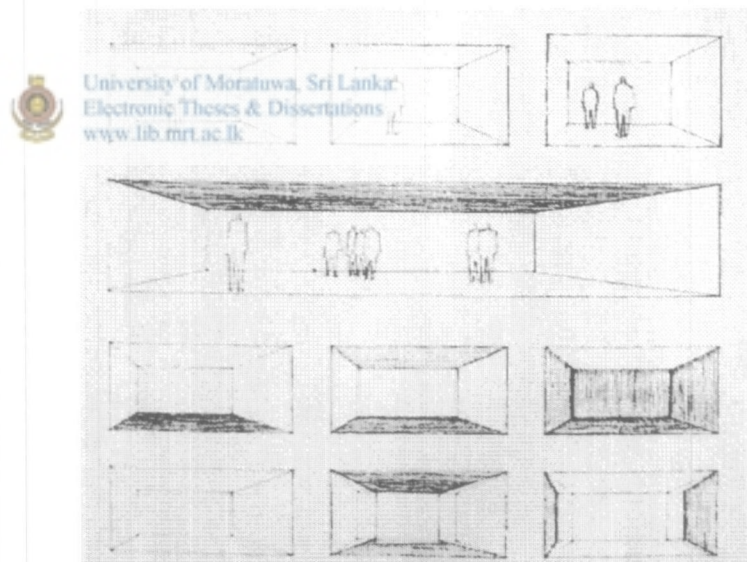 University of Moratuwa, Sri Lanka
Electronic Theses & Dissertations
www.lib.mrt.ac.lk